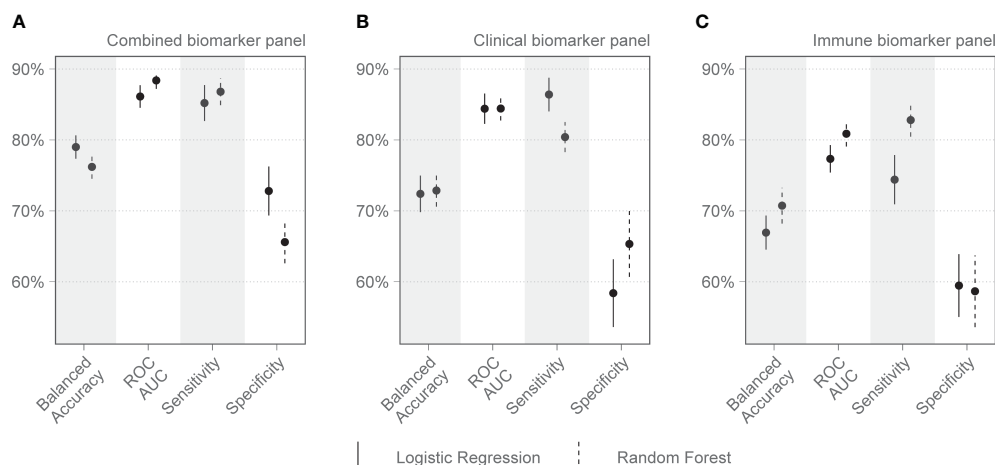 A
B
C
Combined biomarker panel
Clinical biomarker panel
Immune biomarker panel
90%
80%
70%
60%
90%
80%
70%
60%
90%
80%
70%
60%
Balanced
Accuracy
ROC
AUC
Sensitivity
Specificity
Balanced
Accuracy
ROC
AUC
Sensitivity
Specificity
Balanced
Accuracy
ROC
AUC
Sensitivity
Specificity
Logistic Regression
Random Forest